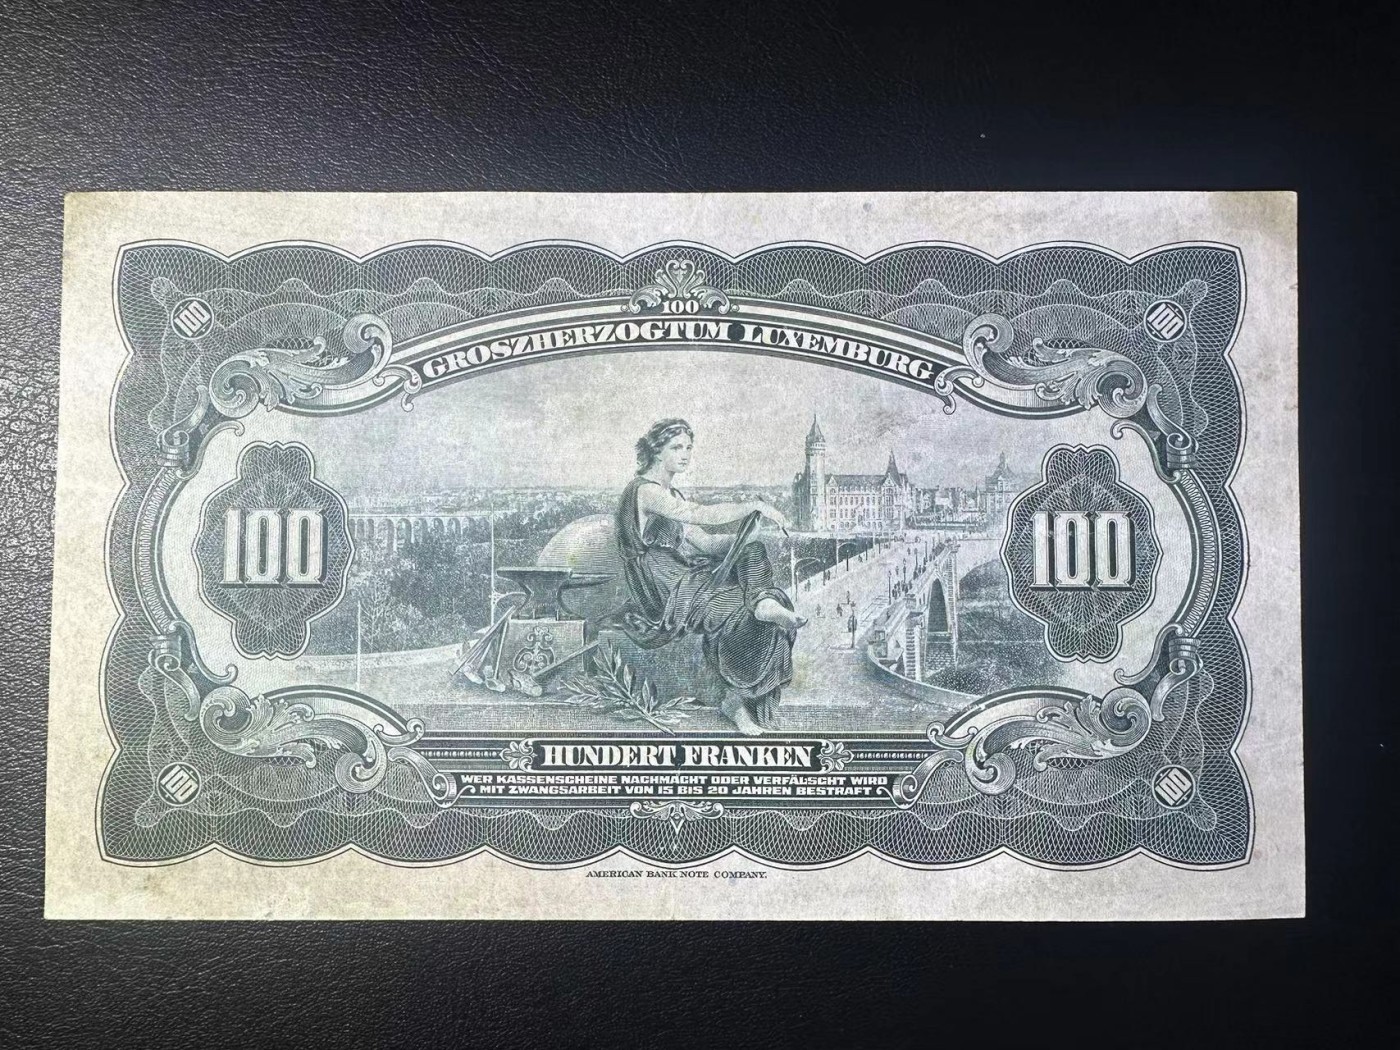 100
GROSZHERZOGTUM LUXEMBURG
100 100
100 100
HUNDERT FRANKEN
WER KASSENSCHEINE NACHMACHT ODER VERFÄLSCHT WIRD
MIT ZWANGSARBEIT VON 15 BIS 20 JAHREN BESTRAFT
100 100
AMERICAN BANK NOTE COMPANY.